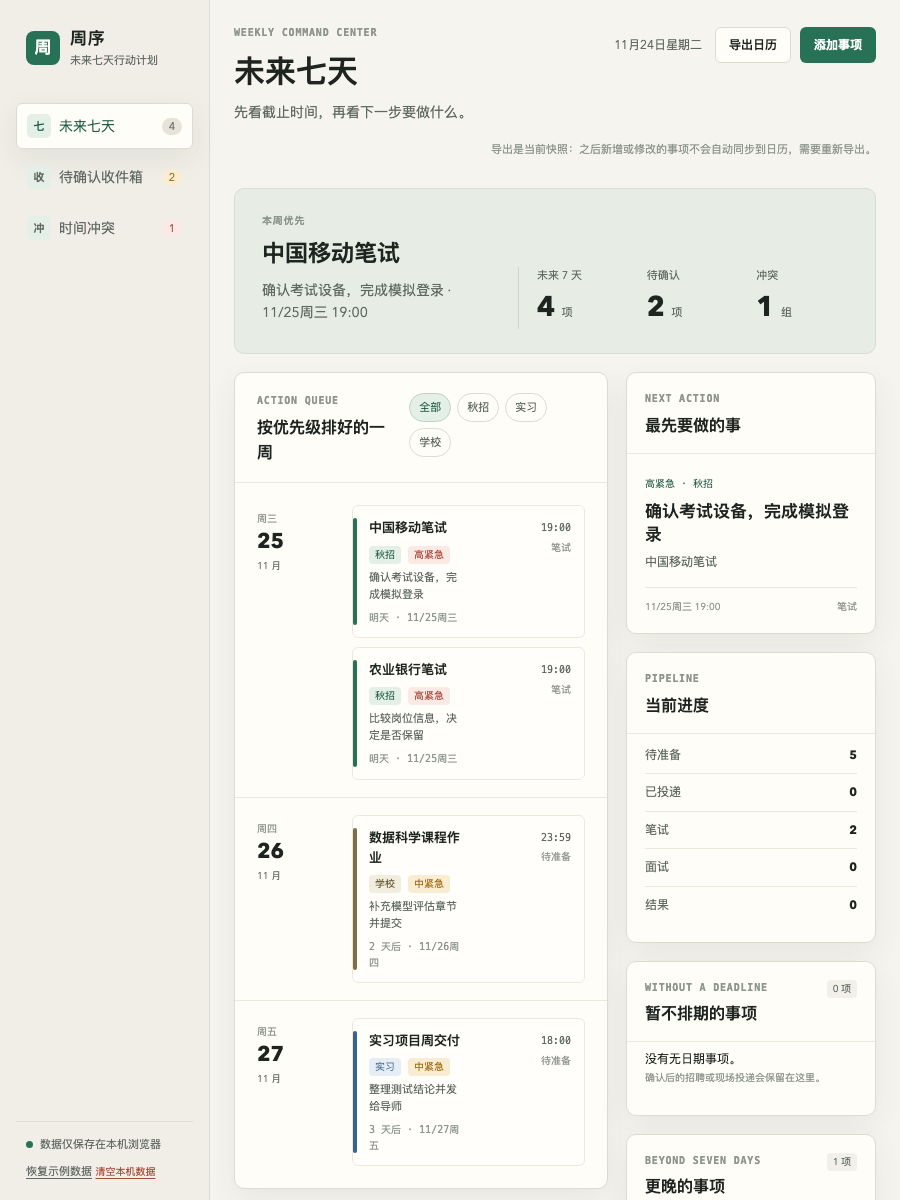 周
周序
未来七天行动计划
七 未来七天 4
收 待确认收件箱 2
冲 时间冲突 1
数据仅保存在本机浏览器
恢复示例数据 清空本机数据
WEEKLY COMMAND CENTER
未来七天
先看截止时间，再看下一步要做什么。
11月24日星期二
导出日历
添加事项
导出是当前快照：之后新增或修改的事项不会自动同步到日历，需要重新导出。
本周优先
中国移动笔试
确认考试设备，完成模拟登录 ·
11/25周三 19:00
未来 7 天
4 项
待确认
2 项
冲突
1 组
ACTION QUEUE
按优先级排好的一
周
全部 秋招 实习
学校
周三
25
11 月
中国移动笔试
19:00
笔试
秋招 高紧急
确认考试设备，完
成模拟登录
明天 · 11/25周三
农业银行笔试
19:00
笔试
秋招 高紧急
比较岗位信息，决
定是否保留
明天 · 11/25周三
周四
26
11 月
数据科学课程作
业
23:59
待准备
学校 中紧急
补充模型评估章节
并提交
2 天后 · 11/26周
四
周五
27
11 月
实习项目周交付
18:00
待准备
实习 中紧急
整理测试结论并发
给导师
3 天后 · 11/27周
五
NEXT ACTION
最先要做的事
高紧急 · 秋招
确认考试设备，完成模拟登
录
中国移动笔试
11/25周三 19:00 笔试
PIPELINE
当前进度
待准备 5
已投递 0
笔试 2
面试 0
结果 0
WITHOUT A DEADLINE
0 项
暂不排期的事项
没有无日期事项。
确认后的招聘或现场投递会保留在这里。
BEYOND SEVEN DAYS
1 项
更晚的事项